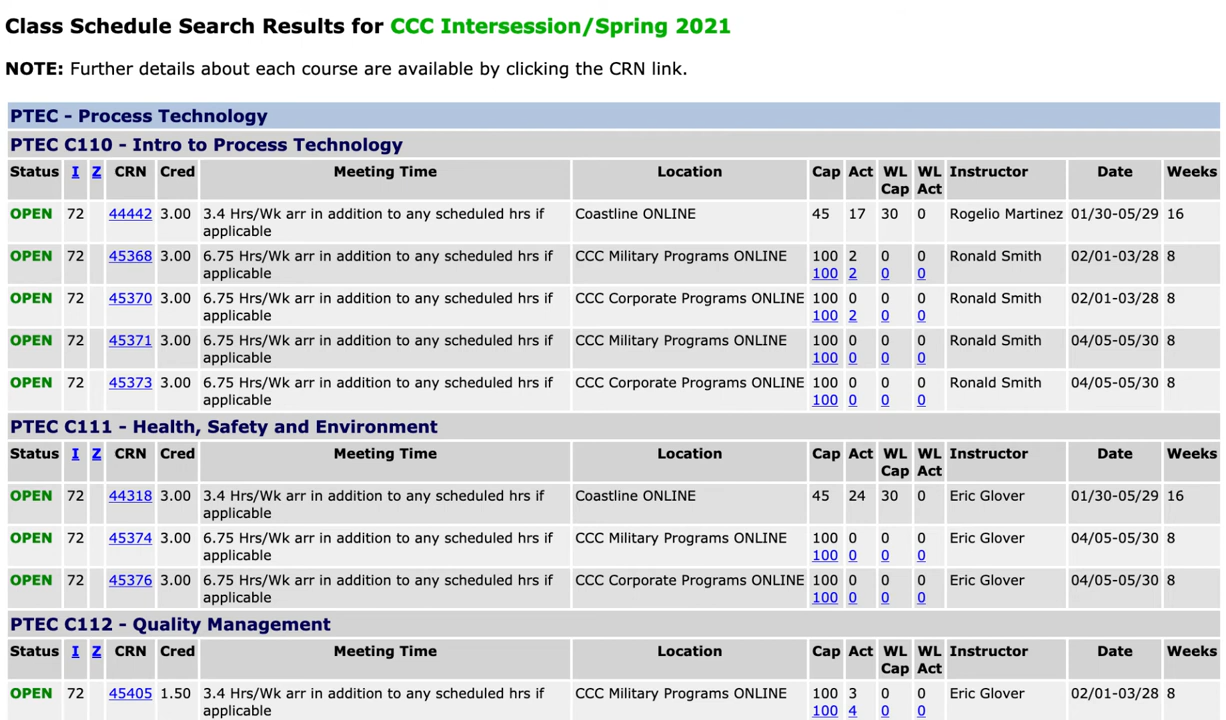 Class Schedule Search Results for CCC Intersession/Spring 2021
NOTE: Further details about each course are available by clicking the CRN link.
PTEC - Process Technology
PTEC C110 - Intro to Process Technology
Status I Z CRN Cred Meeting Time Location Cap Act WL Cap WL Act Instructor Date Weeks
OPEN 72 44442 3.00 3.4 Hrs/Wk arr in addition to any scheduled hrs if Coastline ONLINE 45 17 30 0 Rogelio Martinez 01/30-05/29 16
applicable
OPEN 72 45368 3.00 6.75 Hrs/Wk arr in addition to any scheduled hrs if CCC Military Programs ONLINE 100 2 0 0 Ronald Smith 02/01-03/28 8
applicable 100 2 0 0
OPEN 72 45370 3.00 6.75 Hrs/Wk arr in addition to any scheduled hrs if CCC Corporate Programs ONLINE 100 0 0 0 Ronald Smith 02/01-03/28 8
applicable 100 2 0 0
OPEN 72 45371 3.00 6.75 Hrs/Wk arr in addition to any scheduled hrs if CCC Military Programs ONLINE 100 0 0 0 Ronald Smith 04/05-05/30 8
applicable 100 0 0 0
OPEN 72 45373 3.00 6.75 Hrs/Wk arr in addition to any scheduled hrs if CCC Corporate Programs ONLINE 100 0 0 0 Ronald Smith 04/05-05/30 8
applicable 100 0 0 0
PTEC C111 - Health, Safety and Environment
Status I Z CRN Cred Meeting Time Location Cap Act WL Cap WL Act Instructor Date Weeks
OPEN 72 44318 3.00 3.4 Hrs/Wk arr in addition to any scheduled hrs if Coastline ONLINE 45 24 30 0 Eric Glover 01/30-05/29 16
applicable
OPEN 72 45374 3.00 6.75 Hrs/Wk arr in addition to any scheduled hrs if CCC Military Programs ONLINE 100 0 0 0 Eric Glover 04/05-05/30 8
applicable 100 0 0 0
OPEN 72 45376 3.00 6.75 Hrs/Wk arr in addition to any scheduled hrs if CCC Corporate Programs ONLINE 100 0 0 0 Eric Glover 04/05-05/30 8
applicable 100 0 0 0
PTEC C112 - Quality Management
Status I Z CRN Cred Meeting Time Location Cap Act WL Cap WL Act Instructor Date Weeks
OPEN 72 45405 1.50 3.4 Hrs/Wk arr in addition to any scheduled hrs if CCC Military Programs ONLINE 100 3 0 0 Eric Glover 02/01-03/28 8
applicable 100 4 0 0